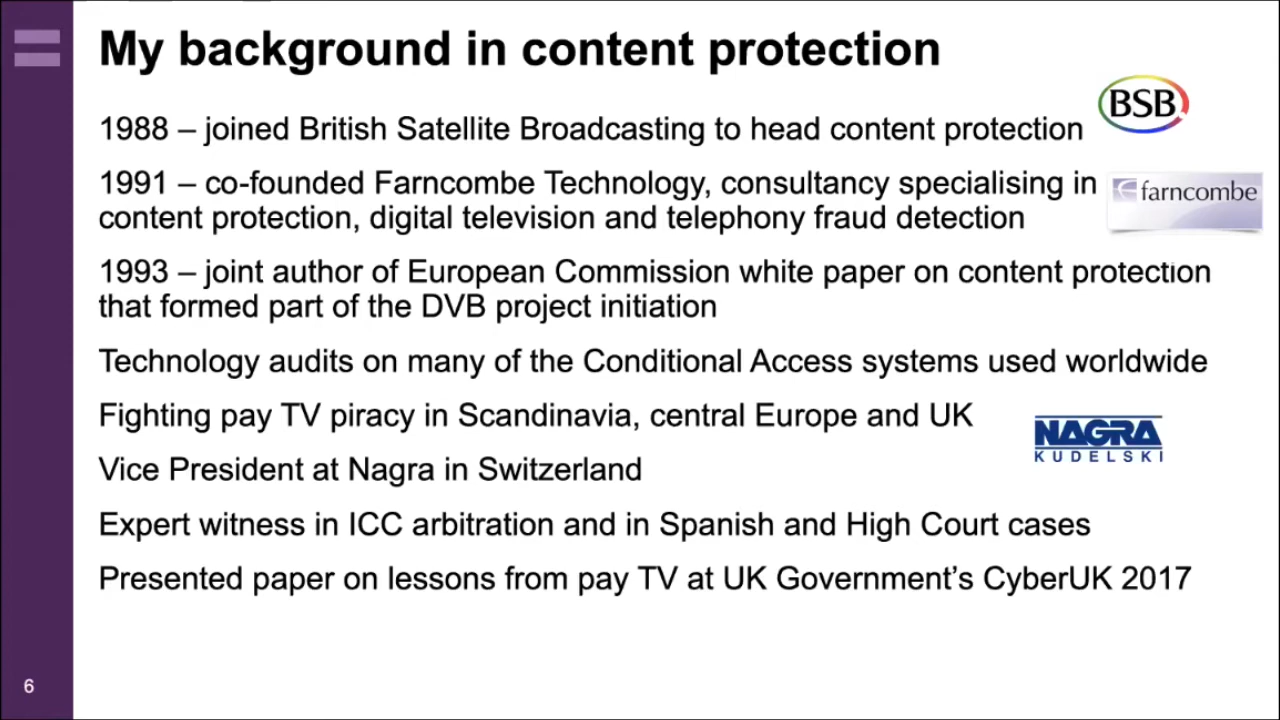 My background in content protection
BSB
1988 – joined British Satellite Broadcasting to head content protection
1991 – co-founded Farncombe Technology, consultancy specialising in
farncombe
content protection, digital television and telephony fraud detection
1993 – joint author of European Commission white paper on content protection
that formed part of the DVB project initiation
Technology audits on many of the Conditional Access systems used worldwide
Fighting pay TV piracy in Scandinavia, central Europe and UK
NAGRA
KUDELSKI
Vice President at Nagra in Switzerland
Expert witness in ICC arbitration and in Spanish and High Court cases
Presented paper on lessons from pay TV at UK Government’s CyberUK 2017
6